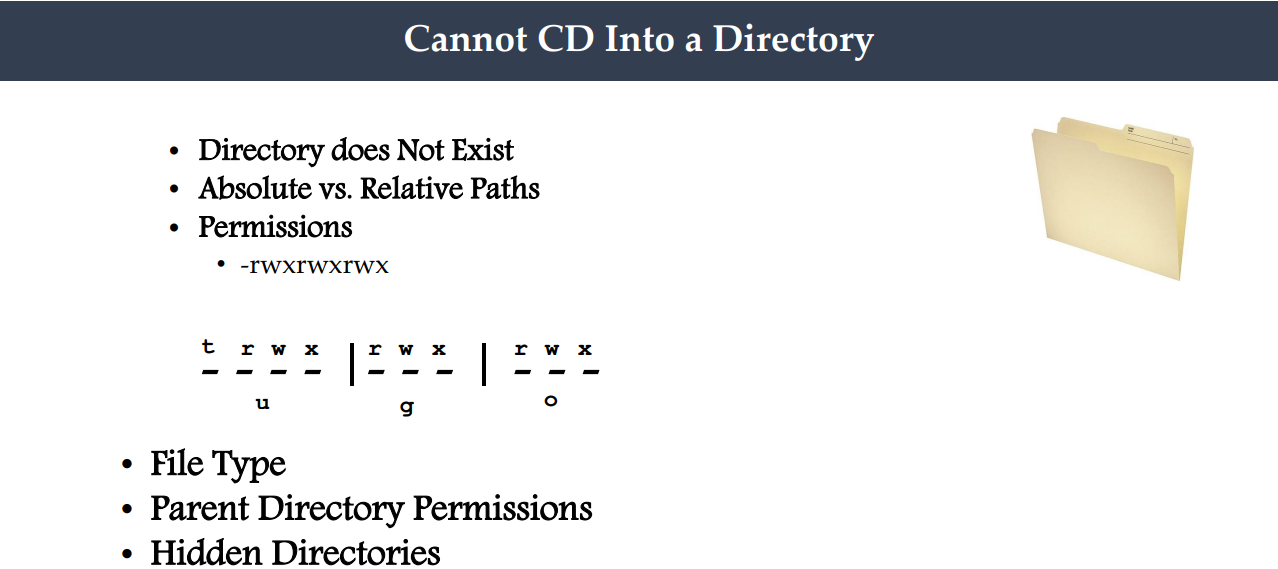 Cannot CD Into a Directory
• Directory does Not Exist
• Absolute vs. Relative Paths
• Permissions
• -rwxrwxrwx
t r w x | r w x | r w x
_ _ _ _ _ _ _ _ _ _
u g o
• File Type
• Parent Directory Permissions
• Hidden Directories